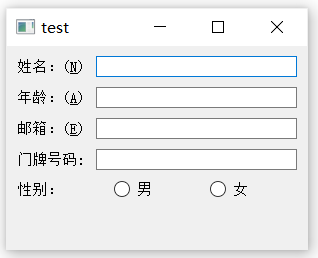 test
姓名：(N)
年龄：(A)
邮箱：(E)
门牌号码：
性别： 男 女